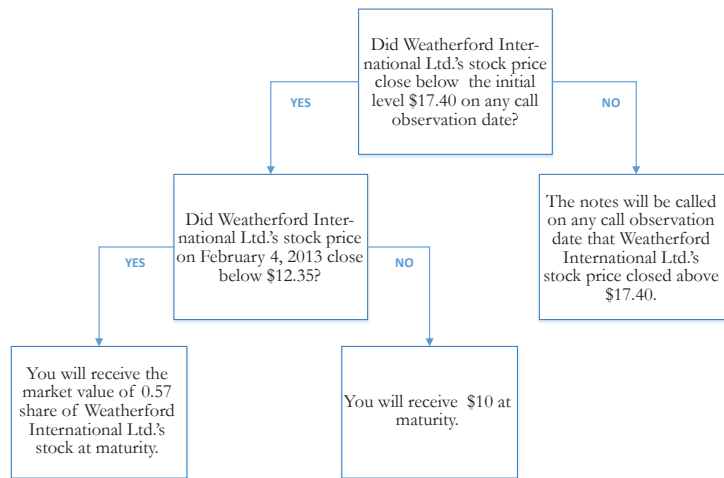 Did Weatherford Inter-
national Ltd.'s stock price
close below the initial
level $17.40 on any call
observation date?
YES
NO
Did Weatherford Inter-
national Ltd.'s stock price
on February 4, 2013 close
below $12.35?
The notes will be called
on any call observation
date that Weatherford
International Ltd.'s
stock price closed above
$17.40.
YES
NO
You will receive the
market value of 0.57
share of Weatherford
International Ltd.'s
stock at maturity.
You will receive $10 at
maturity.